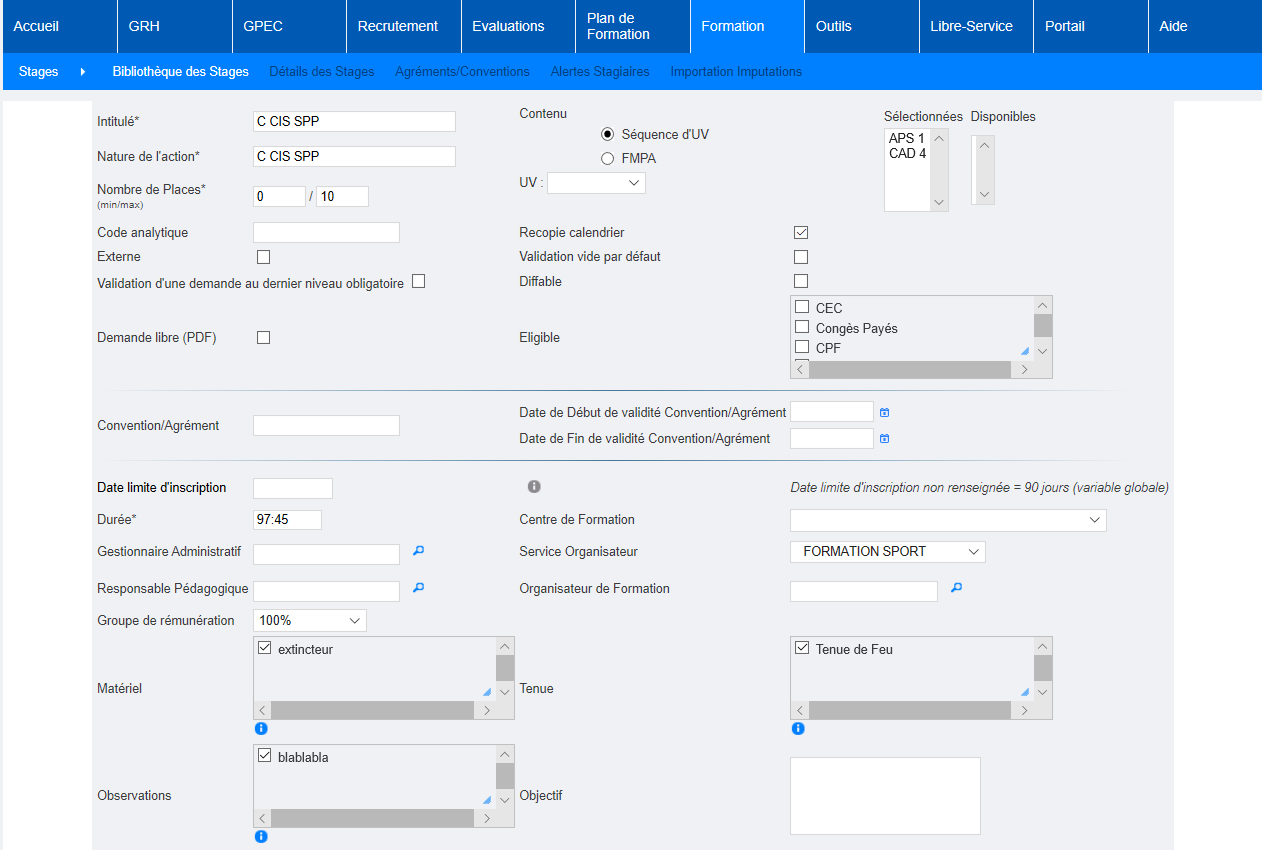 Accueil
GRH
GPEC
Recrutement
Evaluations
Plan de
Formation
Formation
Outils
Libre-Service
Portail
Aide
Stages
Bibliothèque des Stages
Détails des Stages
Agréments/Conventions
Alertes Stagiaires
Importation Imputations
Intitulé*
C CIS SPP
Contenu
Séquence d'UV
FMPA
Sélectionnées
Disponibles
APS 1
CAD 4
Nature de l'action*
C CIS SPP
Nombre de Places*
(min/max)
0 / 10
UV :
Code analytique
Recopie calendrier
Externe
Validation vide par défaut
Validation d'une demande au dernier niveau obligatoire
Diffable
Demande libre (PDF)
Eligible
CEC
Congès Payés
CPF
Convention/Agrément
Date de Début de validité Convention/Agrément
Date de Fin de validité Convention/Agrément
Date limite d'inscription
Date limite d'inscription non renseignée = 90 jours (variable globale)
Durée*
97:45
Centre de Formation
Gestionnaire Administratif
Service Organisateur
FORMATION SPORT
Responsable Pédagogique
Organisateur de Formation
Groupe de rémunération
100%
Matériel
extincteur
Tenue
Tenue de Feu
Observations
blablabla
Objectif